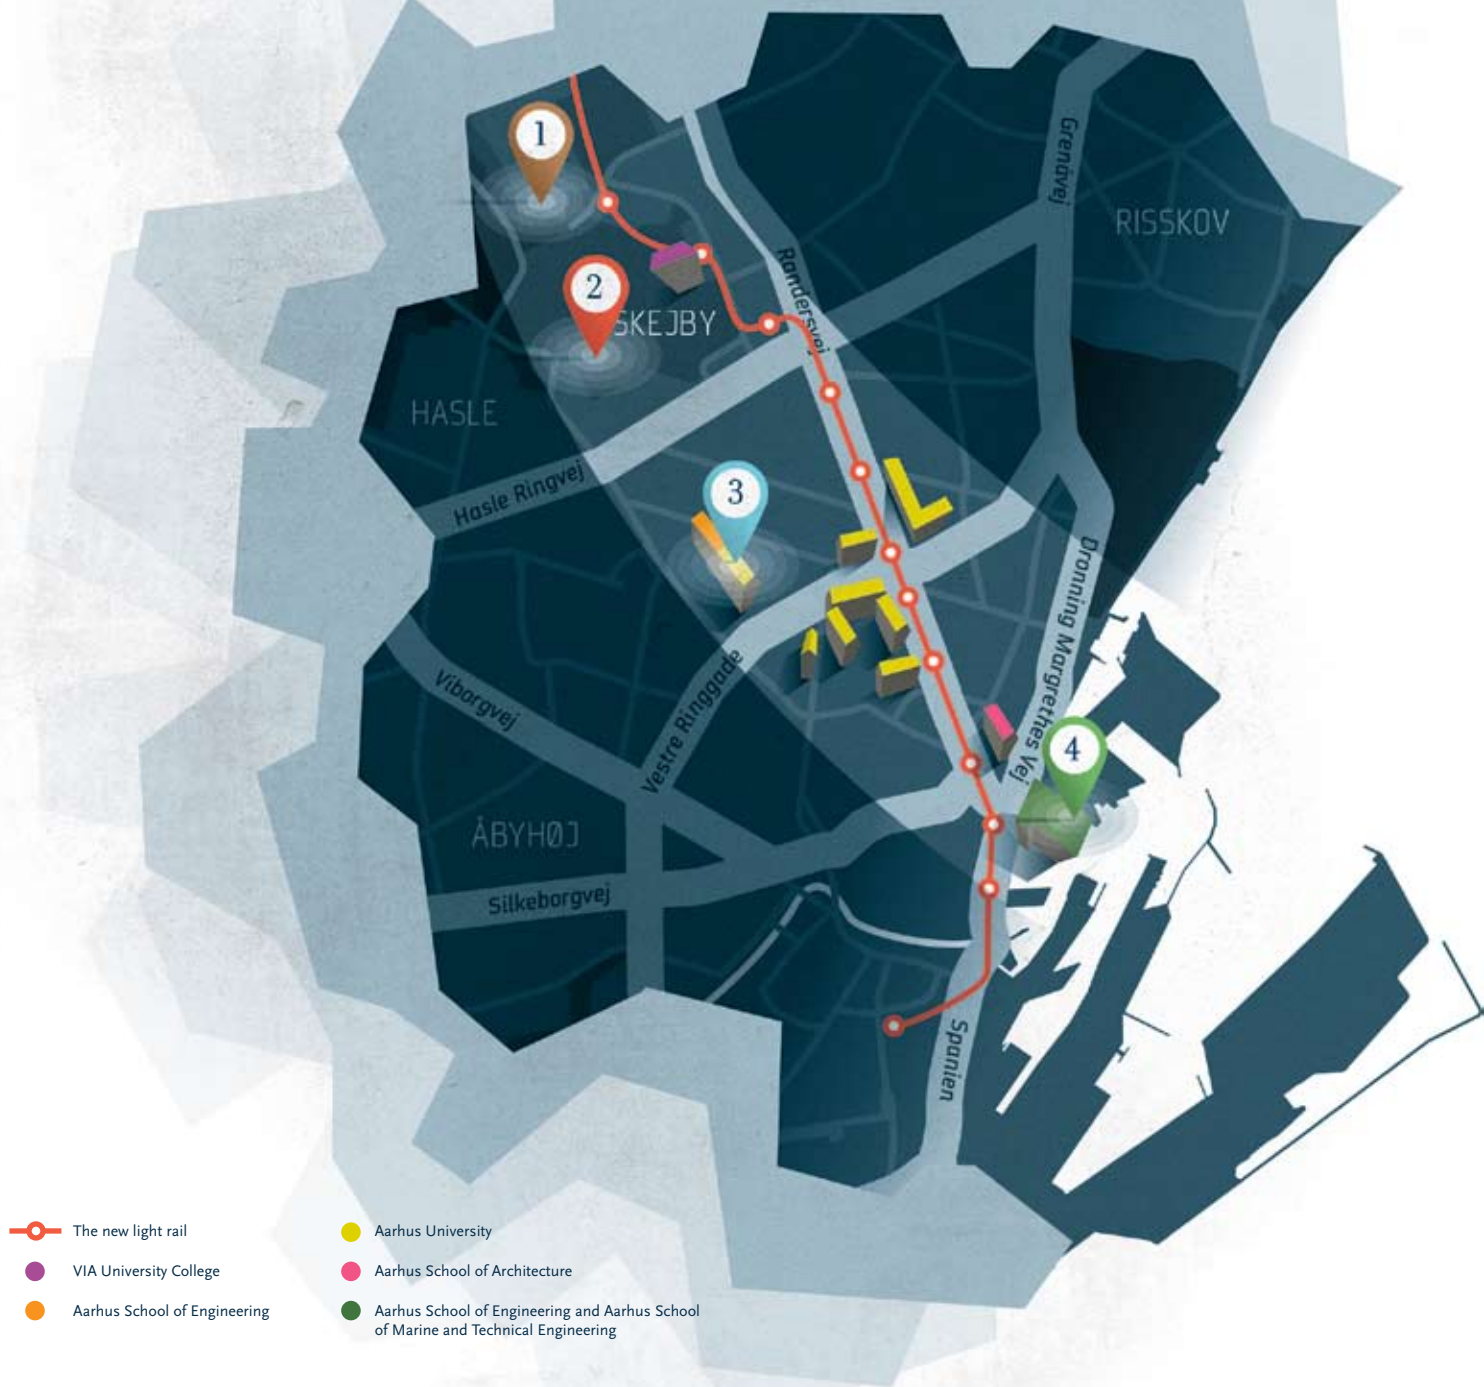 1
Grenåvej
RISSKOV
Randersvej
2
SKEJBY
HASLE
Hasle Ringvej
3
Dronning Margrethes Vej
Viborgvej
Vestre Ringgade
4
ÅBYHØJ
Silkeborgvej
Spanien
The new light rail
VIA University College
Aarhus School of Engineering
Aarhus University
Aarhus School of Architecture
Aarhus School of Engineering and Aarhus School
of Marine and Technical Engineering